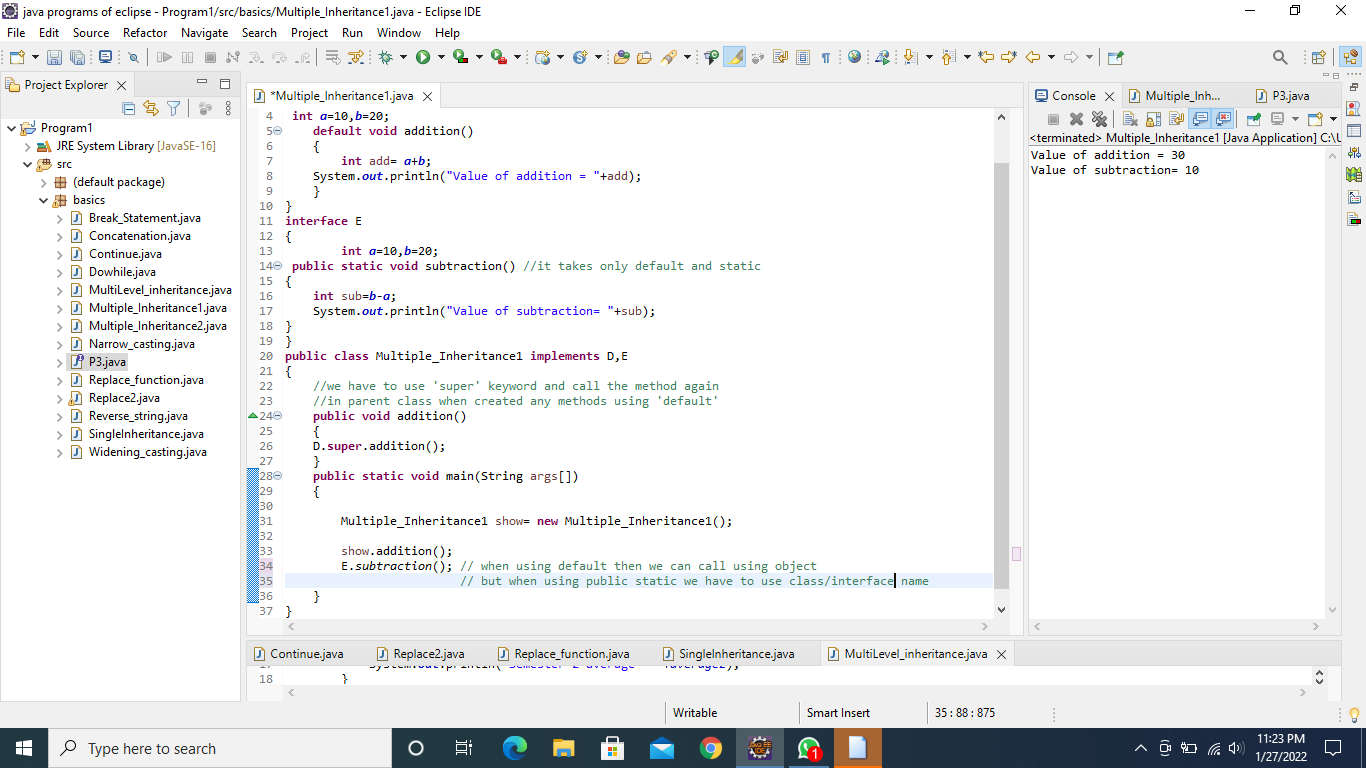 java programs of eclipse - Program1/src/basics/Multiple_Inheritance1.java - Eclipse IDE
File Edit Source Refactor Navigate Search Project Run Window Help
Project Explorer
Program1
JRE System Library [JavaSE-16]
src
(default package)
basics
Break_Statement.java
Concatenation.java
Continue.java
Dowhile.java
MultiLevel_inheritance.java
Multiple_Inheritance1.java
Multiple_Inheritance2.java
Narrow_casting.java
P3.java
Replace_function.java
Replace2.java
Reverse_string.java
SingleInheritance.java
Widening_casting.java
*Multiple_Inheritance1.java
4 int a=10,b=20;
5 default void addition()
6 {
7 int add= a+b;
8 System.out.println("Value of addition = "+add);
9 }
10 }
11 interface E
12 {
13 int a=10,b=20;
14 public static void subtraction() //it takes only default and static
15 {
16 int sub=b-a;
17 System.out.println("Value of subtraction= "+sub);
18 }
19 }
20 public class Multiple_Inheritance1 implements D,E
21 {
22 //we have to use 'super' keyword and call the method again
23 //in parent class when created any methods using 'default'
24 public void addition()
25 {
26 D.super.addition();
27 }
28 public static void main(String args[])
29 {
30
31 Multiple_Inheritance1 show= new Multiple_Inheritance1();
32
33 show.addition();
34 E.subtraction(); // when using default then we can call using object
35 // but when using public static we have to use class/interface name
36 }
37 }
Console Multiple_Inh... P3.java
<terminated> Multiple_Inheritance1 [Java Application] C:\U
Value of addition = 30
Value of subtraction= 10
Continue.java Replace2.java Replace_function.java SingleInheritance.java MultiLevel_inheritance.java
18 }
Writable Smart Insert 35 : 88 : 875
Type here to search
1
11:23 PM
1/27/2022